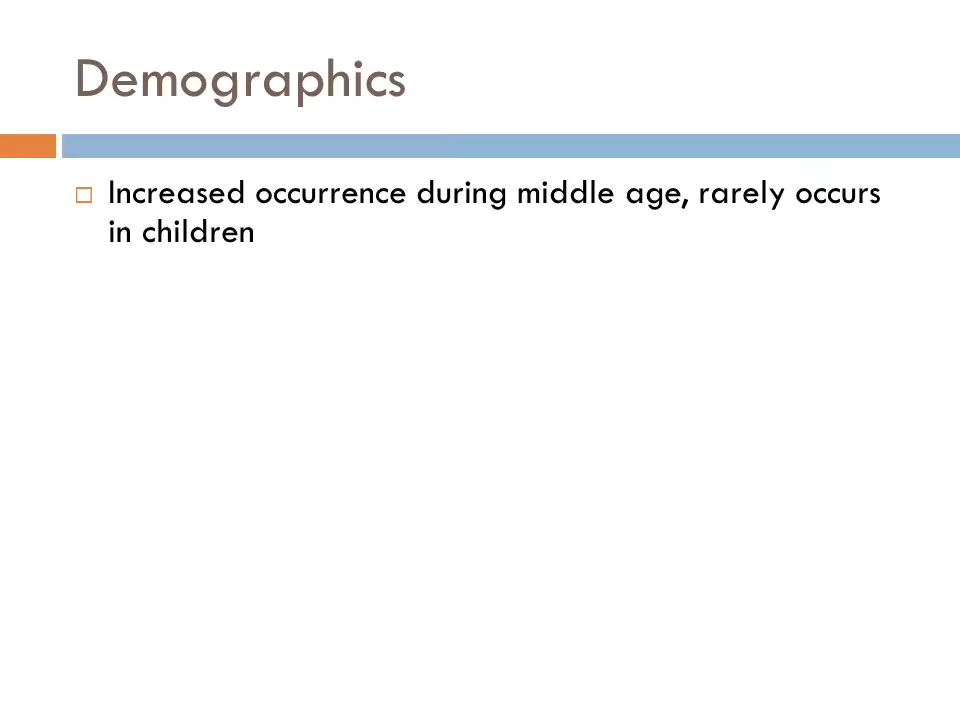 Demographics
Increased occurrence during middle age, rarely occurs
in children